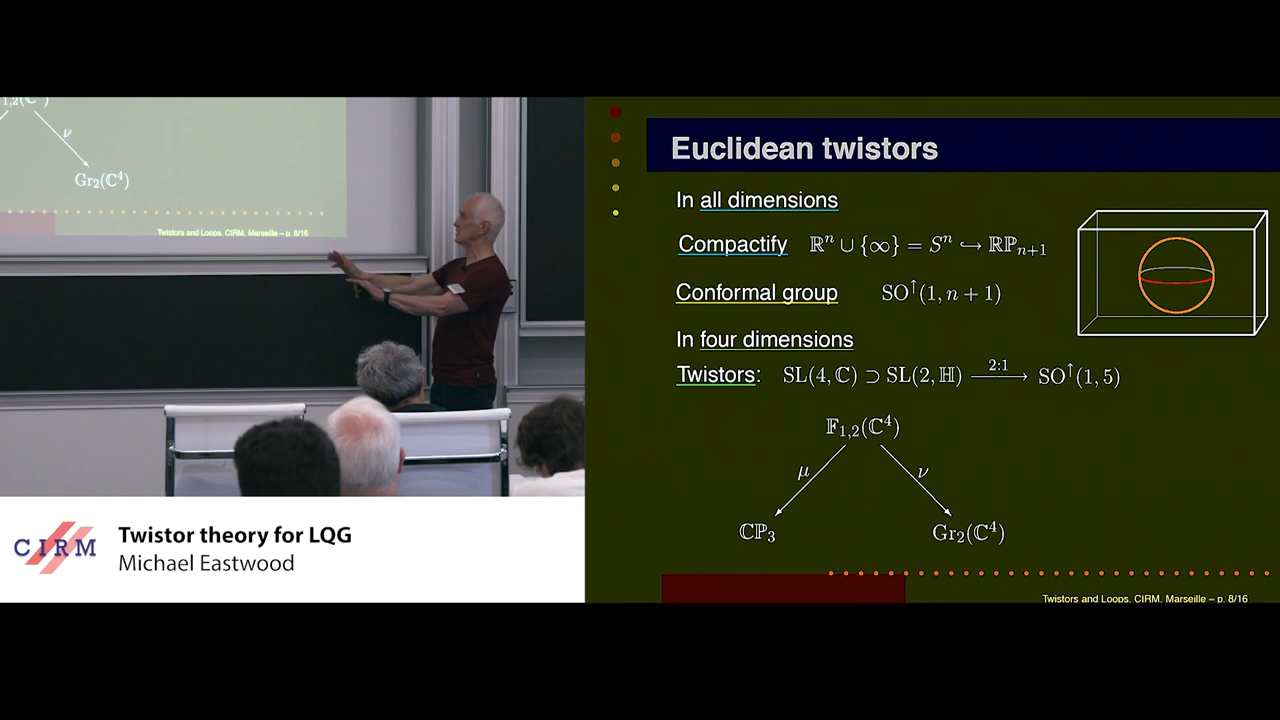 1,2(ℂ
ν
Gr₂(ℂ⁴)
Twistors and Loops, CIRM, Marseille – p. 8/16
CIRM
Twistor theory for LQG
Michael Eastwood
Euclidean twistors
In all dimensions
Compactify ℝⁿ ∪ {∞} = Sⁿ ↪ ℝℙₙ₊₁
Conformal group SO↑(1, n + 1)
In four dimensions
Twistors: SL(4, ℂ) ⊃ SL(2, ℍ) 2:1 ⟶ SO↑(1, 5)
𝔽₁,₂(ℂ⁴)
μ ν
ℂℙ₃ Gr₂(ℂ⁴)
Twistors and Loops, CIRM, Marseille – p. 8/16